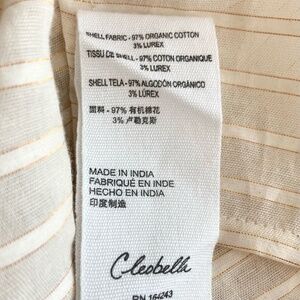 SHELL FABRIC - 97% ORGANIC COTTON
3% LUREX
TISSU DE SHELL - 97% COTON ORGANIQUE
3% LUREX
SHELL TELA - 97% ALGODÓN ORGÁNICO
3% LÚREX
面料 - 97% 有机棉花
3% 卢勒克斯
MADE IN INDIA
FABRIQUÉ EN INDE
HECHO EN INDIA
印度制造
Cleobella
RN 164243